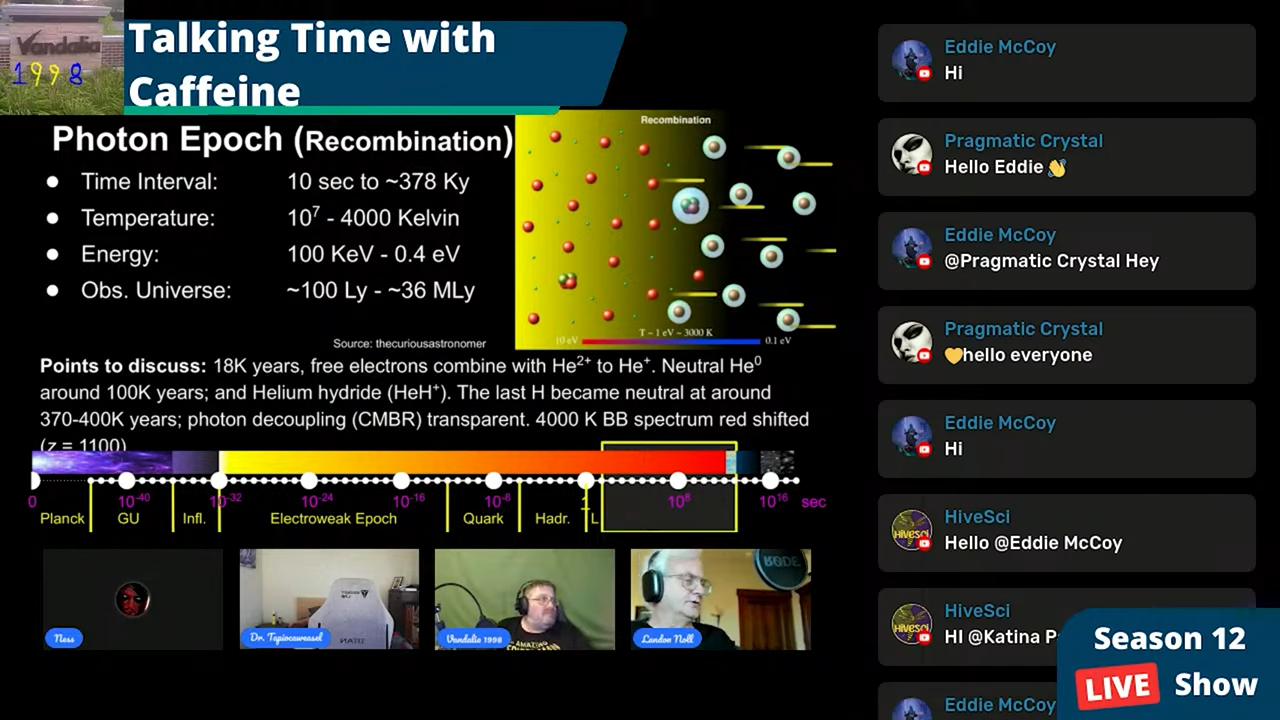 Vandalia
1998
Talking Time with
Caffeine
Photon Epoch (Recombination)
● Time Interval: 10 sec to ~378 Ky
● Temperature: 10⁷ - 4000 Kelvin
● Energy: 100 KeV - 0.4 eV
● Obs. Universe: ~100 Ly - ~36 MLy
Recombination
T ~ 1 eV ~ 3000 K
10 eV 0.1 eV
Source: thecuriousastronomer
Points to discuss: 18K years, free electrons combine with He²⁺ to He⁺. Neutral He⁰
around 100K years; and Helium hydride (HeH⁺). The last H became neutral at around
370-400K years; photon decoupling (CMBR) transparent. 4000 K BB spectrum red shifted
(z = 1100)
0 10⁻⁴⁰ 10⁻³² 10⁻²⁴ 10⁻¹⁶ 10⁻⁸ 1 10⁸ 10¹⁶ sec
Planck GU Infl. Electroweak Epoch Quark Hadr. L
Ness
Dr. Tapiocaweasel
TITAN
Vandalia 1998
AMAZING
Landon Noll
RØDE
Eddie McCoy
Hi
Pragmatic Crystal
Hello Eddie 👋
Eddie McCoy
@Pragmatic Crystal Hey
Pragmatic Crystal
💛hello everyone
Eddie McCoy
Hi
HiveSci
Hello @Eddie McCoy
HiveSci
HI @Katina P
Eddie McCoy
Season 12
LIVE Show